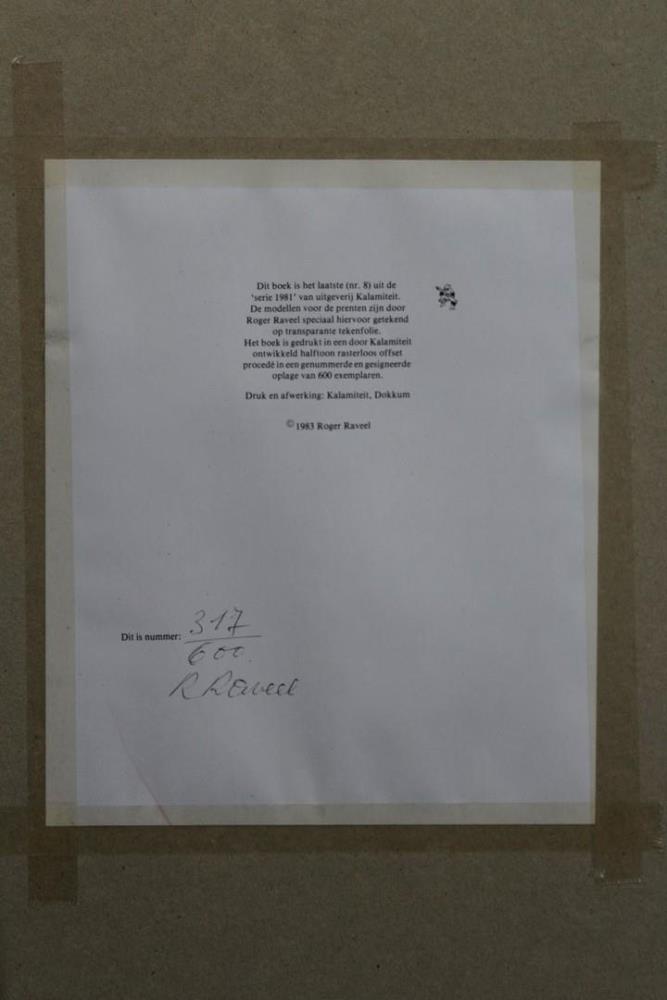 Dit boek is het laatste (nr. 8) uit de
'serie 1981' van uitgeverij Kalamiteit.
De modellen voor de prenten zijn door
Roger Raveel speciaal hiervoor getekend
op transparante tekenfolie.
Het boek is gedrukt in een door Kalamiteit
ontwikkeld halftoon rasterloos offset
procedé in een genummerde en gesigneerde
oplage van 600 exemplaren.
Druk en afwerking: Kalamiteit, Dokkum
© 1983 Roger Raveel
Dit is nummer: 317
600
R Raveel